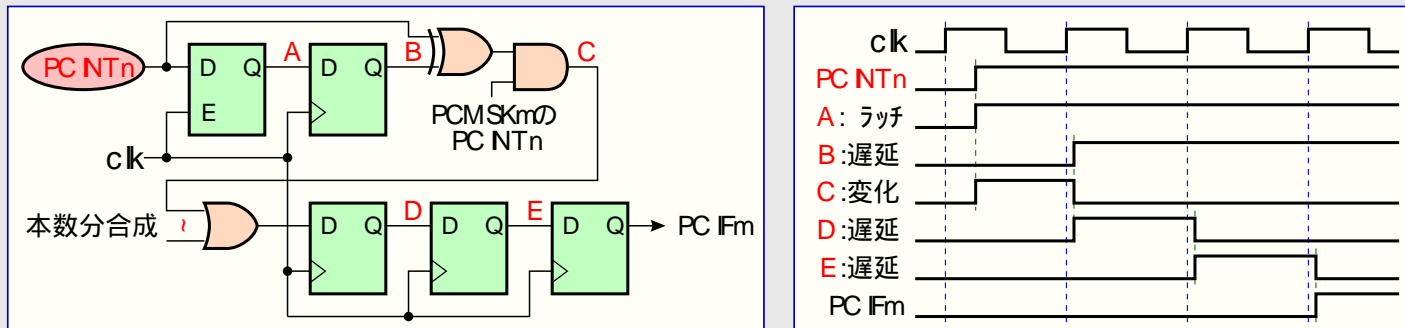 PCINTn
D Q
E
A
D Q
B
C
PCMSKmの
PCINTn
clk
本数分合成
~
D Q
D
D Q
E
D Q
PCIFm
clk
PCINTn
A: ラッチ
B:遅延
C:変化
D:遅延
E:遅延
PCIFm